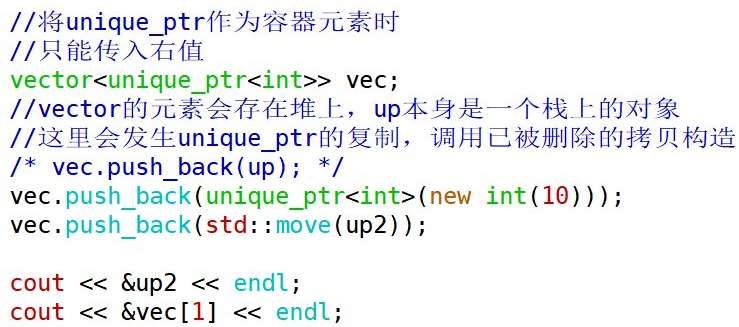 //将unique_ptr作为容器元素时
//只能传入右值
vector<unique_ptr<int>> vec;
//vector的元素会存在堆上，up本身是一个栈上的对象
//这里会发生unique_ptr的复制，调用已被删除的拷贝构造
/* vec.push_back(up); */
vec.push_back(unique_ptr<int>(new int(10)));
vec.push_back(std::move(up2));
cout << &up2 << endl;
cout << &vec[1] << endl;